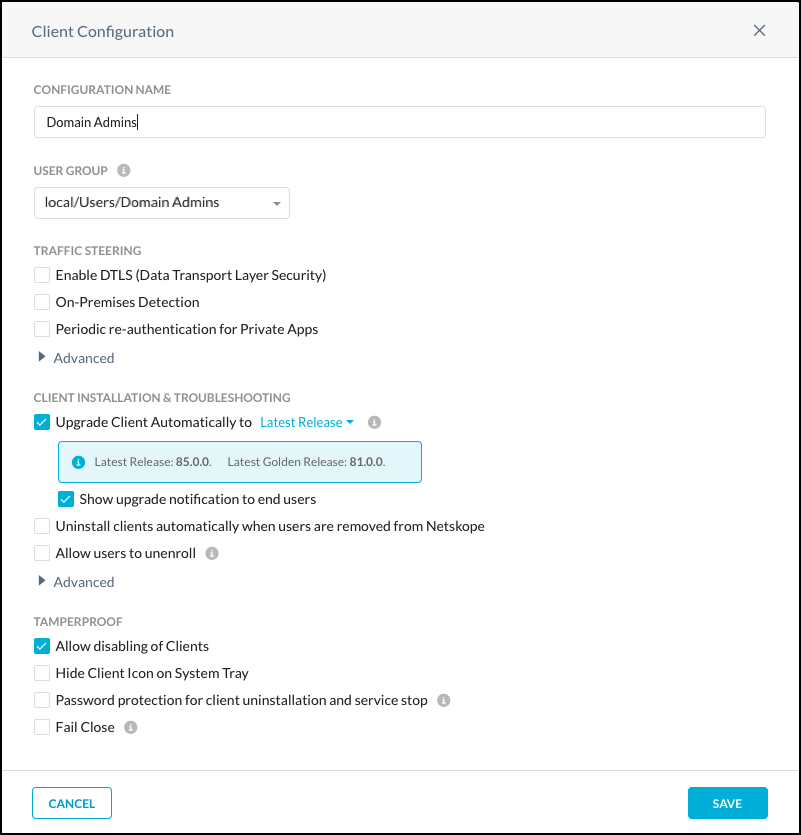 Client Configuration
CONFIGURATION NAME
Domain Admins
USER GROUP
local/Users/Domain Admins
TRAFFIC STEERING
Enable DTLS (Data Transport Layer Security)
On-Premises Detection
Periodic re-authentication for Private Apps
Advanced
CLIENT INSTALLATION & TROUBLESHOOTING
Upgrade Client Automatically to Latest Release
Latest Release: 85.0.0. Latest Golden Release: 81.0.0.
Show upgrade notification to end users
Uninstall clients automatically when users are removed from Netskope
Allow users to unenroll
Advanced
TAMPERPROOF
Allow disabling of Clients
Hide Client Icon on System Tray
Password protection for client uninstallation and service stop
Fail Close
CANCEL SAVE